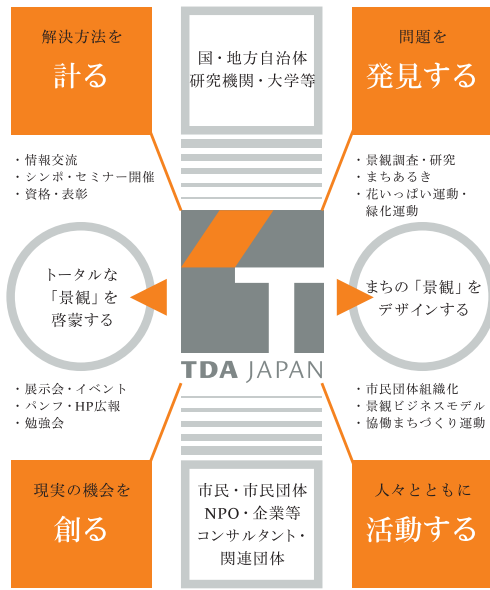 解決方法を
計る
国・地方自治体
研究機関・大学等
問題を
発見する
・情報交流
・シンポ・セミナー開催
・資格・表彰
・景観調査・研究
・まちあるき
・花いっぱい運動・
緑化運動
トータルな
「景観」を
啓蒙する
まちの「景観」を
デザインする
TDA JAPAN
・展示会・イベント
・パンフ・HP広報
・勉強会
・市民団体組織化
・景観ビジネスモデル
・協働まちづくり運動
現実の機会を
創る
市民・市民団体
NPO・企業等
コンサルタント・
関連団体
人々とともに
活動する